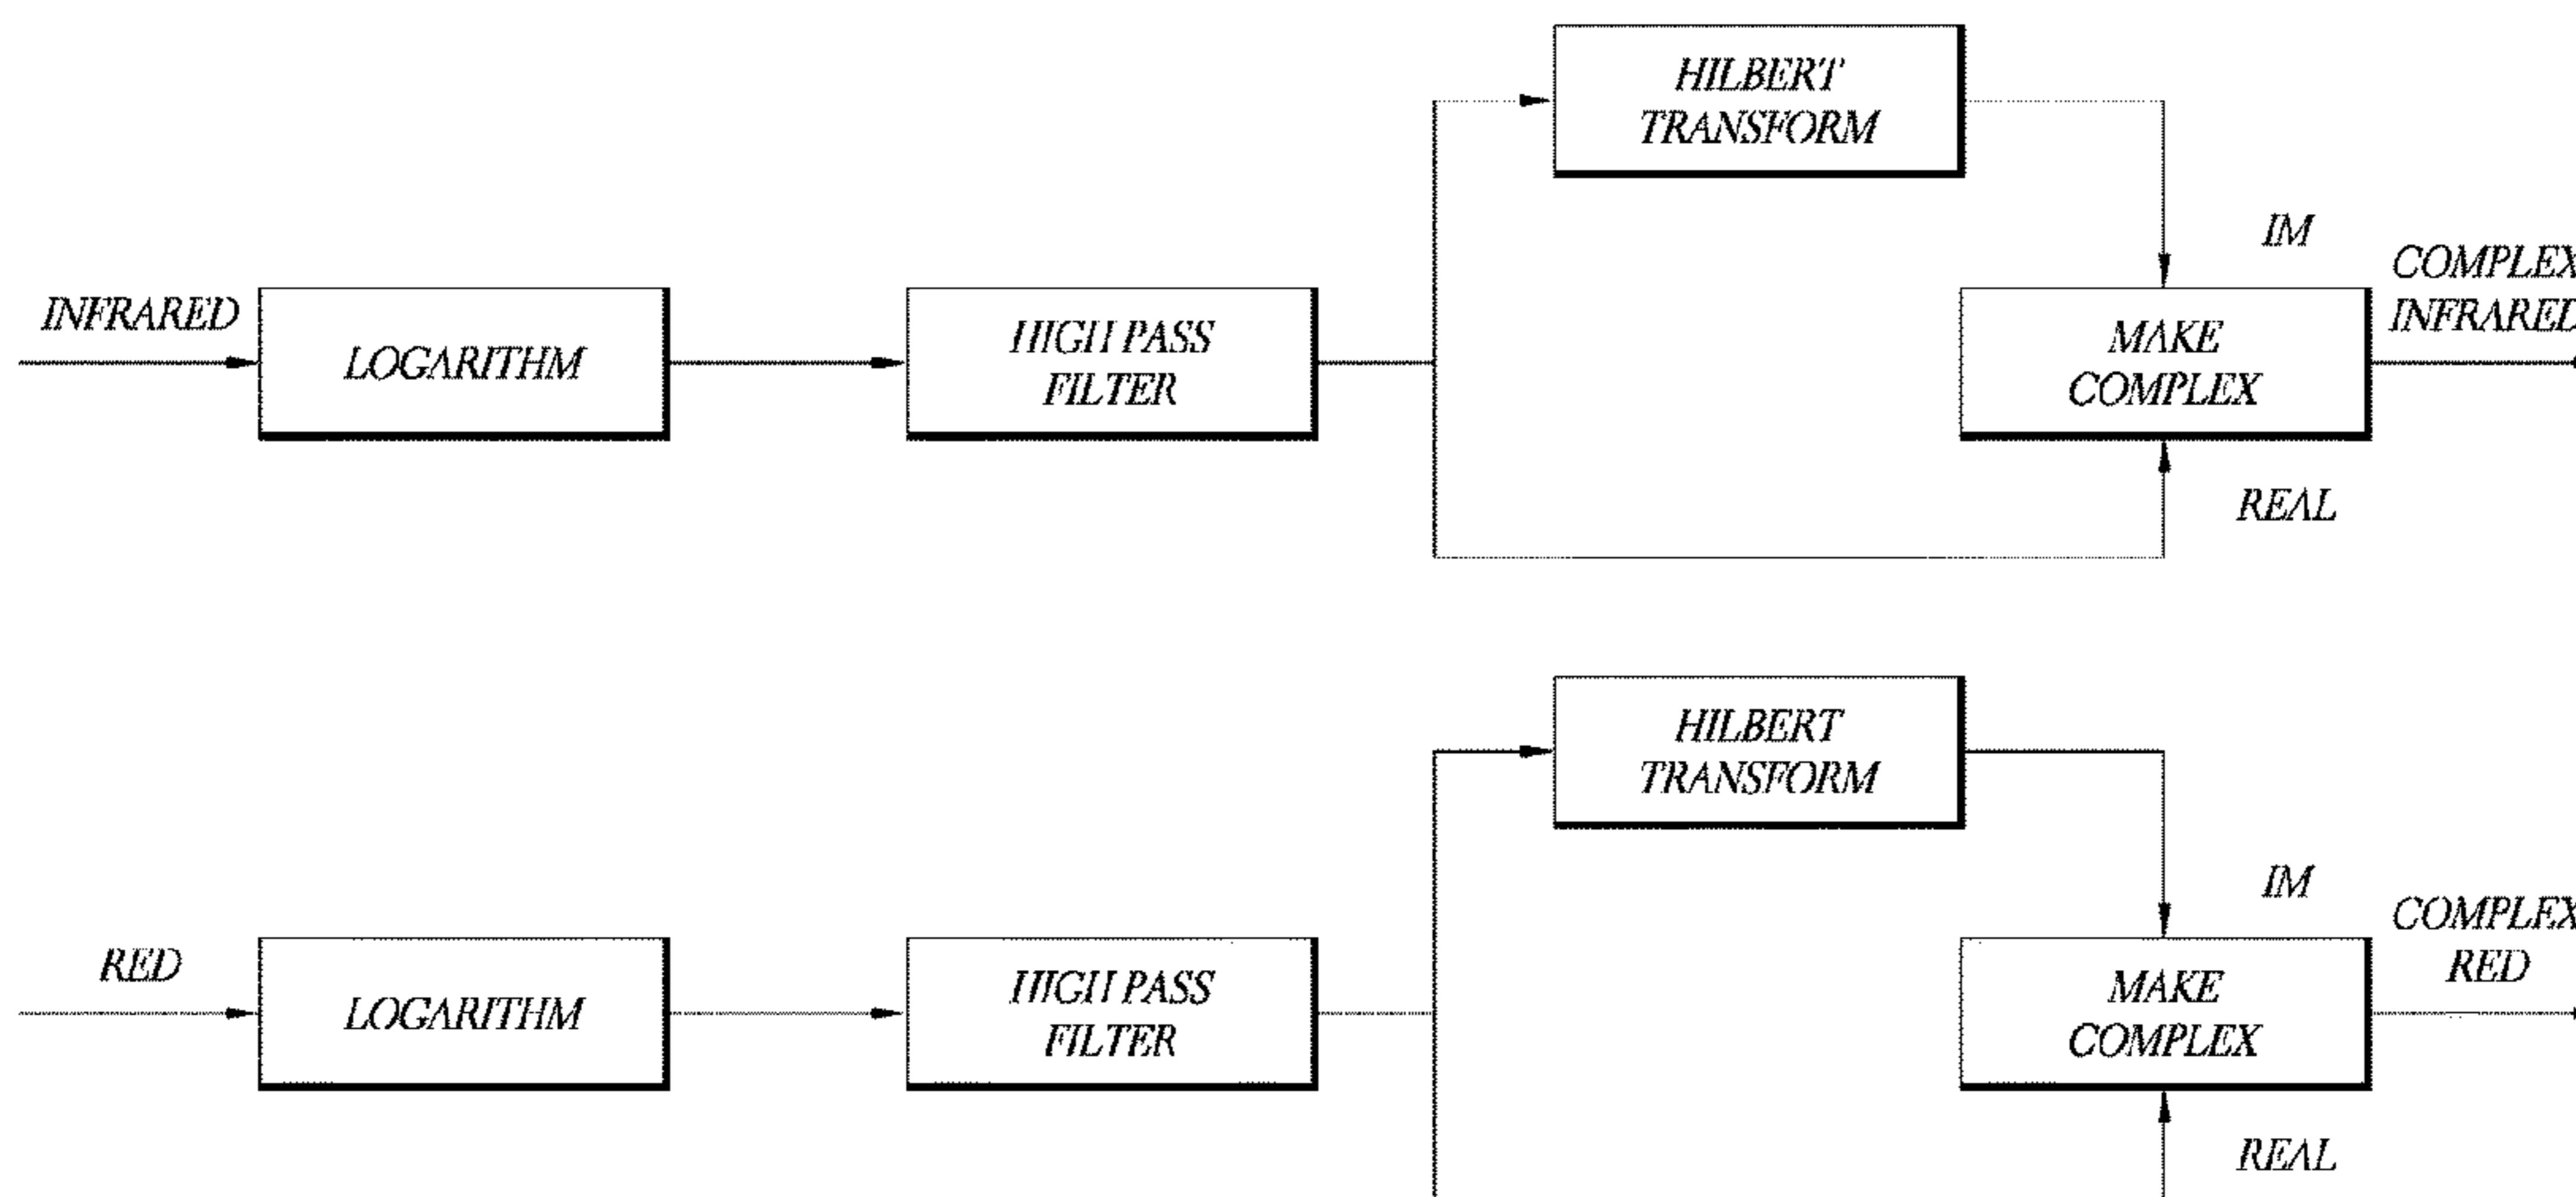 HILBERT
TRANSFORM
IM
COMPLEX
INFRARED
INFRARED
LOGARITHM
HIGH PASS
FILTER
MAKE
COMPLEX
REAL
HILBERT
TRANSFORM
IM
COMPLEX
RED
RED
LOGARITHM
HIGH PASS
FILTER
MAKE
COMPLEX
REAL